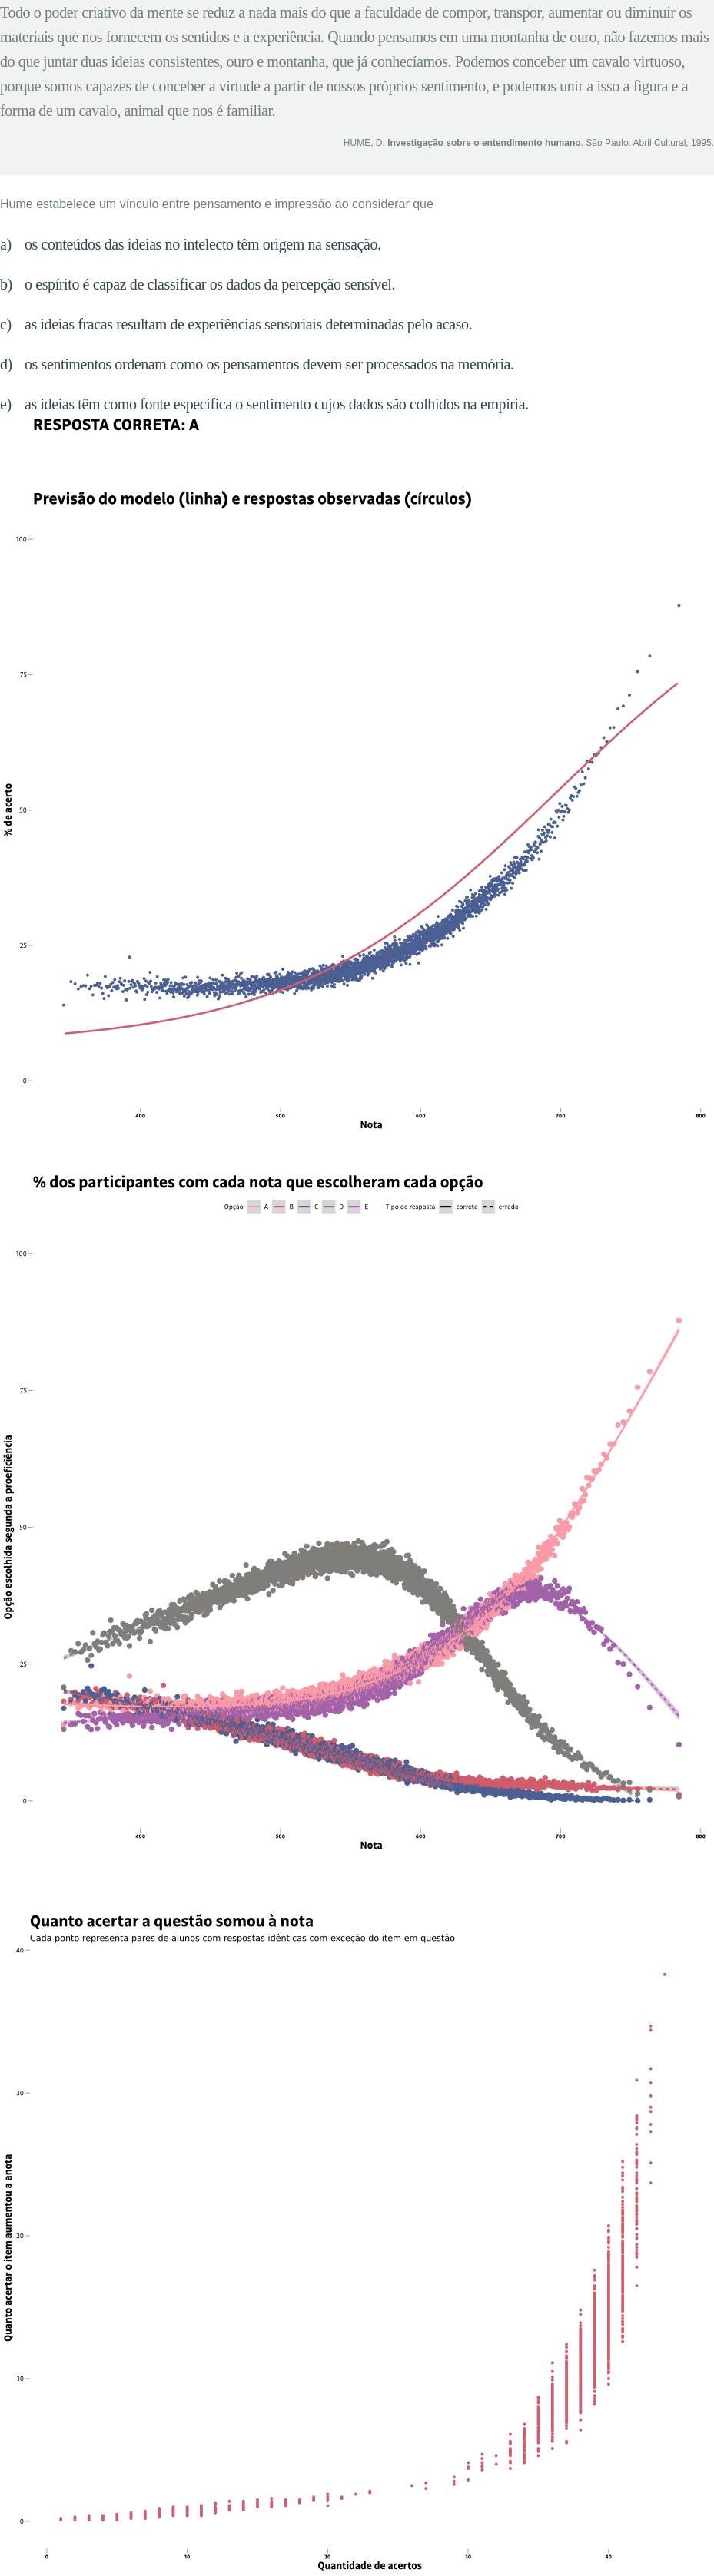 Todo o poder criativo da mente se reduz a nada mais do que a faculdade de compor, transpor, aumentar ou diminuir os
materiais que nos fornecem os sentidos e a experiência. Quando pensamos em uma montanha de ouro, não fazemos mais
do que juntar duas ideias consistentes, ouro e montanha, que já conhecíamos. Podemos conceber um cavalo virtuoso,
porque somos capazes de conceber a virtude a partir de nossos próprios sentimento, e podemos unir a isso a figura e a
forma de um cavalo, animal que nos é familiar.
HUME, D. Investigação sobre o entendimento humano. São Paulo: Abril Cultural, 1995.
Hume estabelece um vínculo entre pensamento e impressão ao considerar que
a) os conteúdos das ideias no intelecto têm origem na sensação.
b) o espírito é capaz de classificar os dados da percepção sensível.
c) as ideias fracas resultam de experiências sensoriais determinadas pelo acaso.
d) os sentimentos ordenam como os pensamentos devem ser processados na memória.
e) as ideias têm como fonte específica o sentimento cujos dados são colhidos na empiria.
RESPOSTA CORRETA: A
Previsão do modelo (linha) e respostas observadas (círculos)
100
75
% de acerto
50
25
0
400 500 600 700 800
Nota
% dos participantes com cada nota que escolheram cada opção
Opção A B C D E Tipo de resposta correta errada
100
75
Opção escolhida segunda a proeficiência
50
25
0
400 500 600 700 800
Nota
Quanto acertar a questão somou à nota
Cada ponto representa pares de alunos com respostas idênticas com exceção do item em questão
40
30
Quanto acertar o item aumentou a anota
20
10
0
0 10 20 30 40
Quantidade de acertos